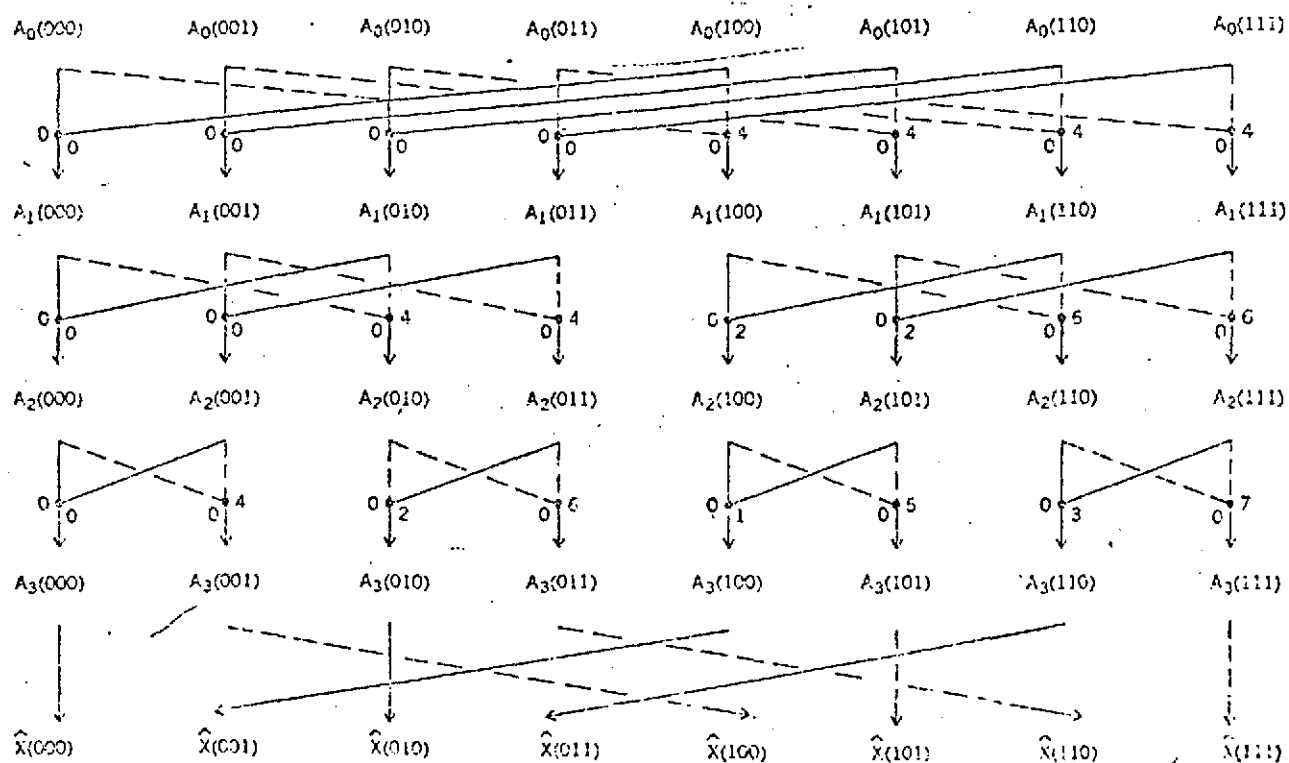 A₀(000) A₀(001) A₀(010) A₀(011) A₀(100) A₀(101) A₀(110) A₀(111)
0 0 0 0 0 0 0 0 4 0 4 0 4 0 4 0
A₁(000) A₁(001) A₁(010) A₁(011) A₁(100) A₁(101) A₁(110) A₁(111)
0 0 0 0 4 0 4 0 0 2 0 2 6 0 6 0
A₂(000) A₂(001) A₂(010) A₂(011) A₂(100) A₂(101) A₂(110) A₂(111)
0 0 4 0 0 2 6 0 0 1 5 0 0 3 7 0
A₃(000) A₃(001) A₃(010) A₃(011) A₃(100) A₃(101) A₃(110) A₃(111)
X̂(000) X̂(001) X̂(010) X̂(011) X̂(100) X̂(101) X̂(110) X̂(111)